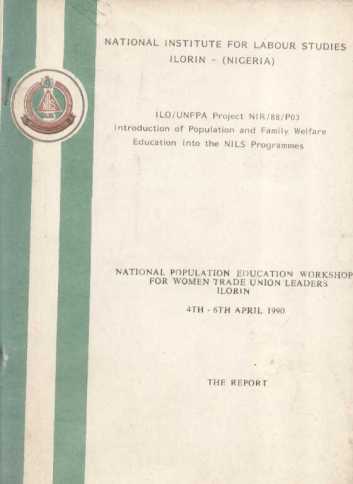 NATIONAL INSTITUTE FOR LABOUR STUDIES
ILORIN - (NIGERIA)
ILO/UNFPA Project NIR/88/P03
Introduction of Population and Family Welfare
Education into the NILS Programmes
NATIONAL POPULATION EDUCATION WORKSHOP
FOR WOMEN TRADE UNION LEADERS
ILORIN
4TH - 6TH APRIL 1990
THE REPORT